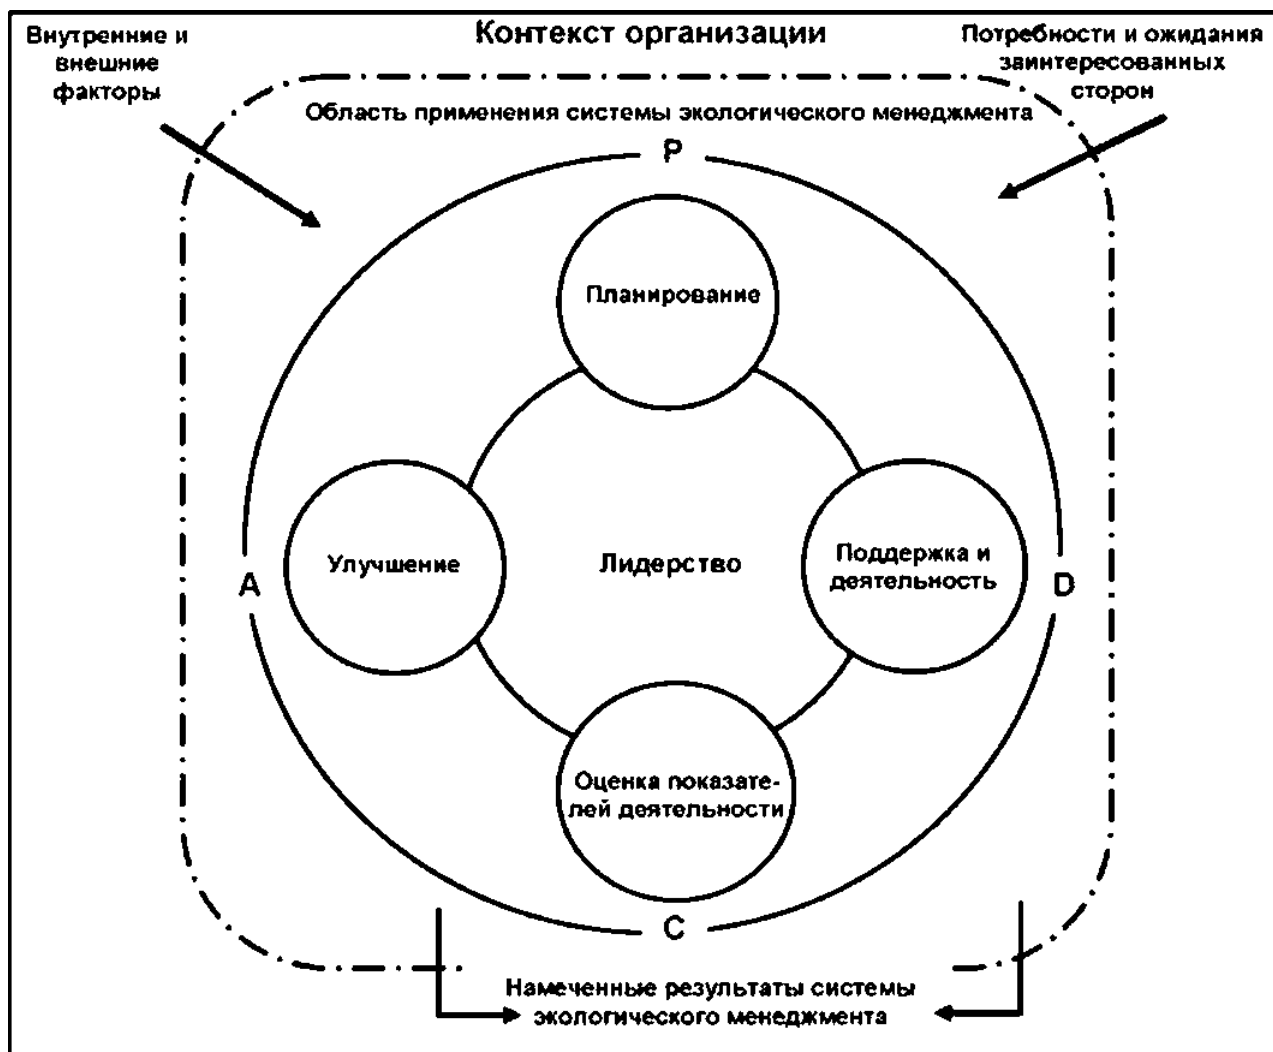 Контекст организации
Внутренние и
внешние
факторы
Потребности и ожидания
заинтересованных
сторон
Область применения системы экологического менеджмента
P
Планирование
Улучшение
Лидерство
Поддержка и
деятельность
A
D
Оценка показате-
лей деятельности
C
Намеченные результаты системы
экологического менеджмента